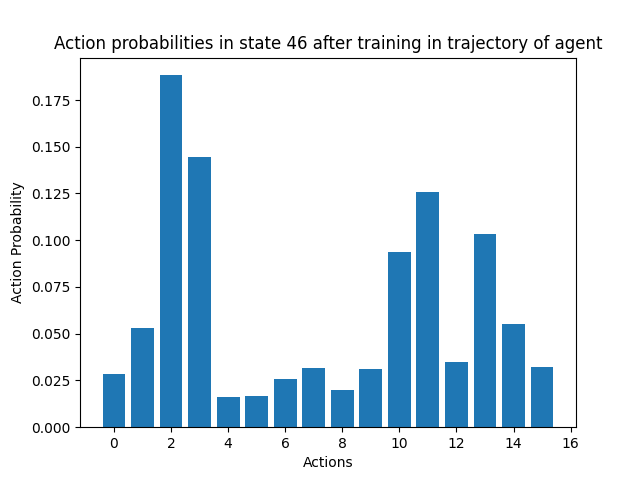 Action probabilities in state 46 after training in trajectory of agent
0.175
0.150
0.125
0.100
0.075
0.050
0.025
0.000
Action Probability
0 2 4 6 8 10 12 14 16
Actions